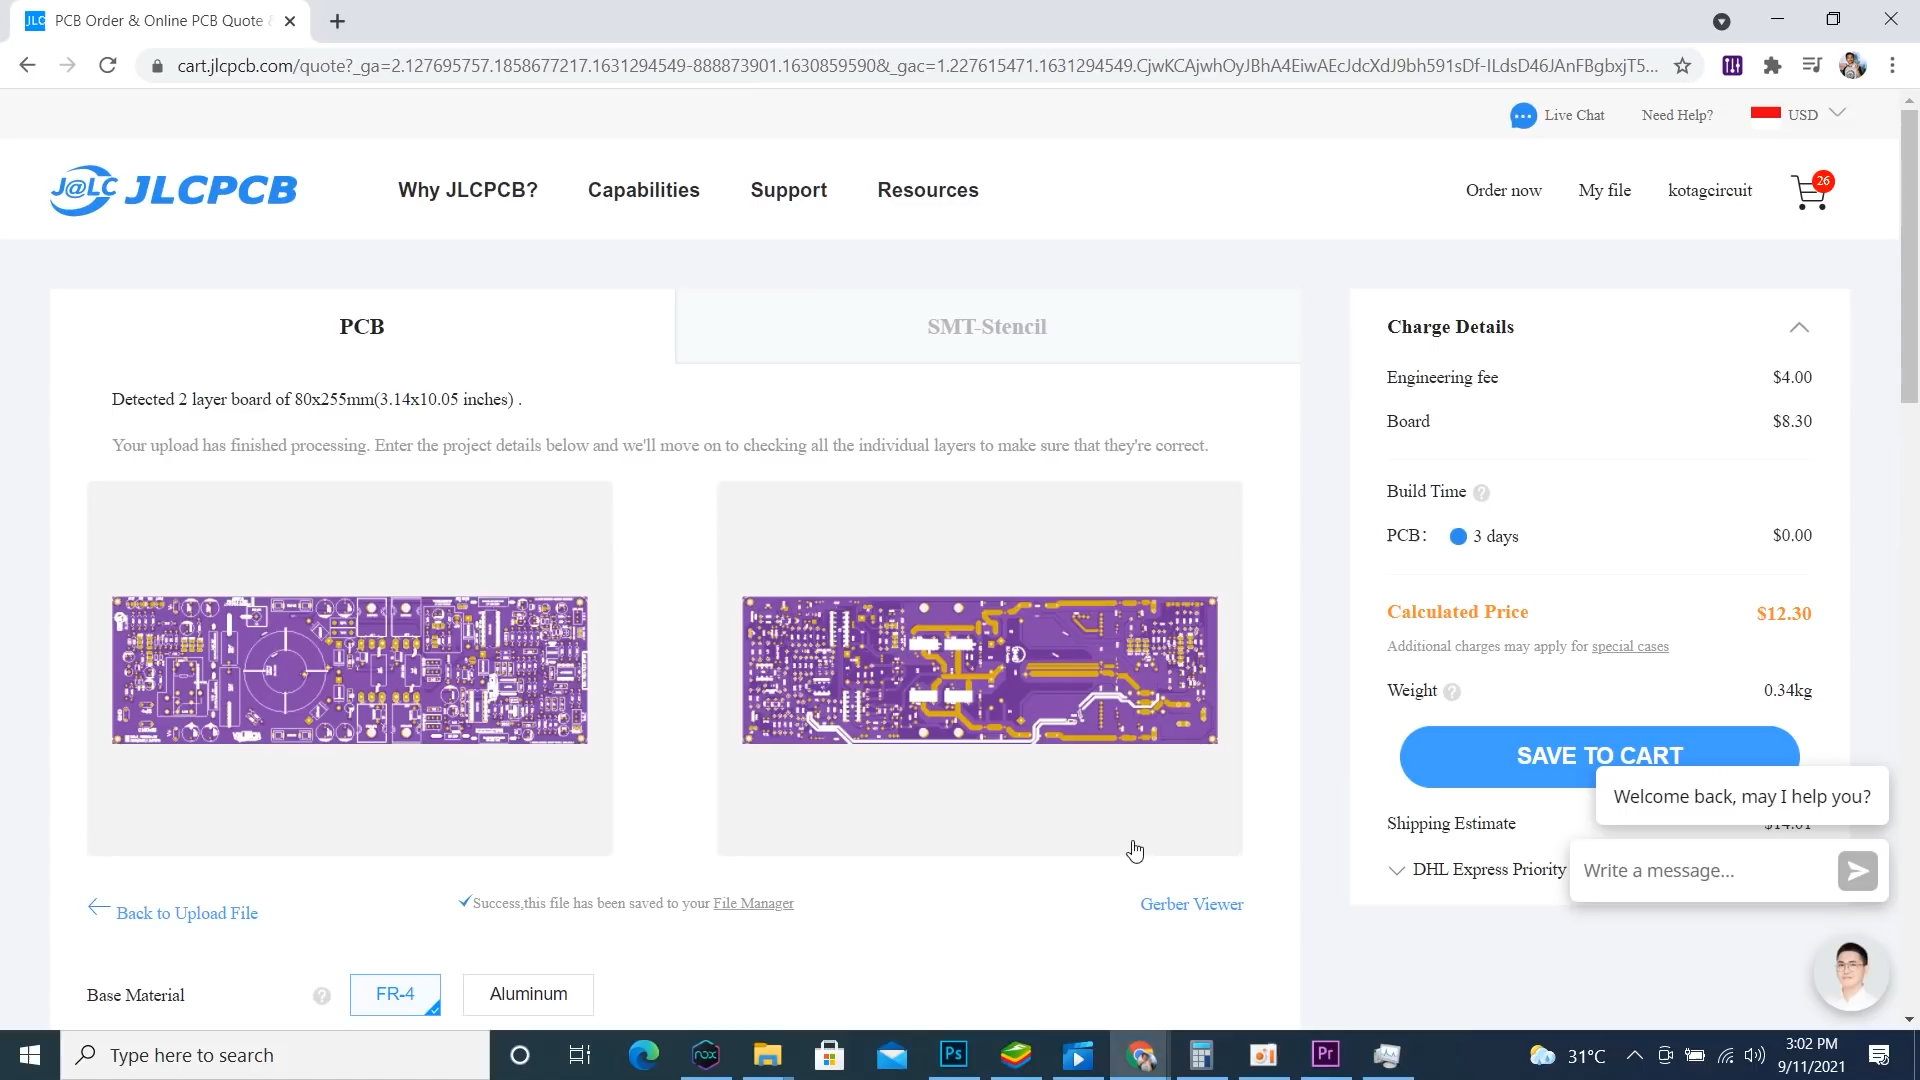 PCB Order & Online PCB Quote
cart.jlcpcb.com/quote?_ga=2.127695757.1858677217.1631294549-888873901.1630859590&_gac=1.227615471.1631294549.CjwKCAjwhOyJBhA4EiwAEcJdcXdJ9bh591sDf-ILdsD46JAnFBgbxjT5...
Live Chat
Need Help?
USD
J@LC JLCPCB
Why JLCPCB?
Capabilities
Support
Resources
Order now
My file
kotagcircuit
26
PCB
SMT-Stencil
Detected 2 layer board of 80x255mm(3.14x10.05 inches) .
Your upload has finished processing. Enter the project details below and we'll move on to checking all the individual layers to make sure that they're correct.
Back to Upload File
Success,this file has been saved to your File Manager
Gerber Viewer
Base Material
FR-4
Aluminum
Charge Details
Engineering fee $4.00
Board $8.30
Build Time
PCB: 3 days $0.00
Calculated Price $12.30
Additional charges may apply for special cases
Weight 0.34kg
SAVE TO CART
Welcome back, may I help you?
Shipping Estimate
DHL Express Priority
Write a message...
Type here to search
31°C
3:02 PM
9/11/2021